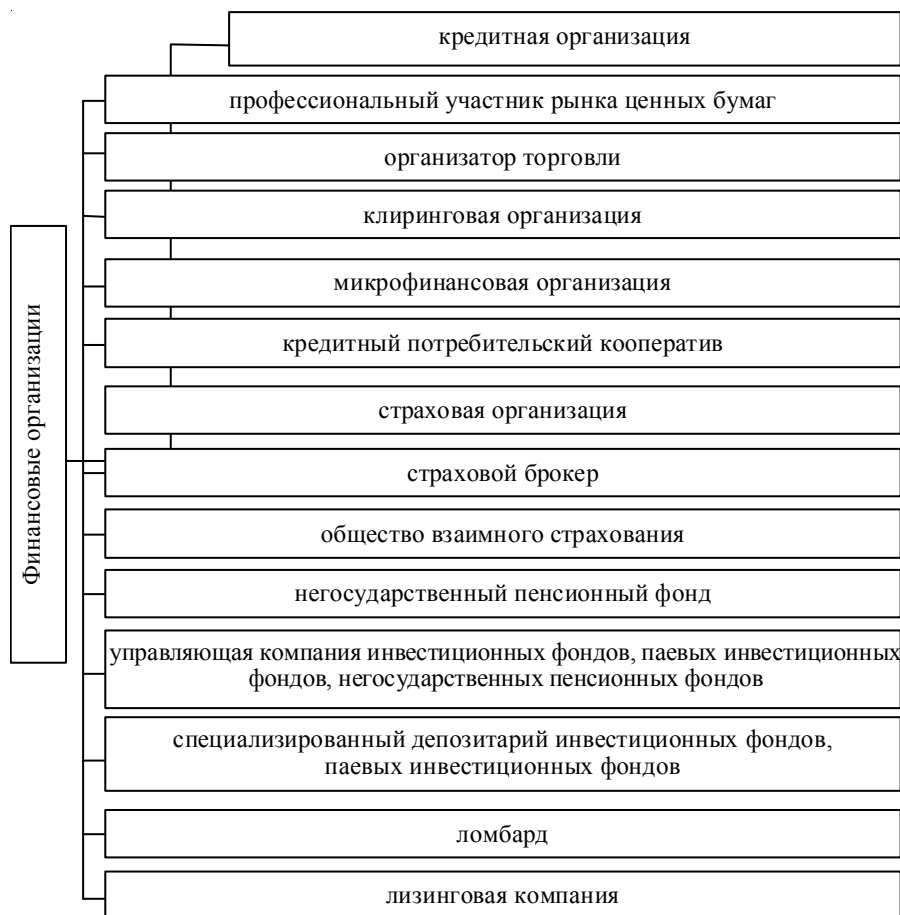 Финансовые организации
кредитная организация
профессиональный участник рынка ценных бумаг
организатор торговли
клиринговая организация
микрофинансовая организация
кредитный потребительский кооператив
страховая организация
страховой брокер
общество взаимного страхования
негосударственный пенсионный фонд
управляющая компания инвестиционных фондов, паевых инвестиционных
фондов, негосударственных пенсионных фондов
специализированный депозитарий инвестиционных фондов,
паевых инвестиционных фондов
ломбард
лизинговая компания